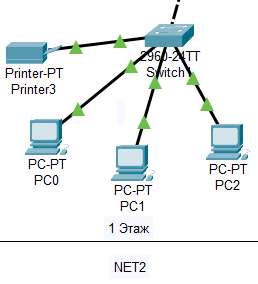 2960-24TT
Switch
Printer-PT
Printer3
PC-PT
PC0
PC-PT
PC1
PC-PT
PC2
1 Этаж
NET2